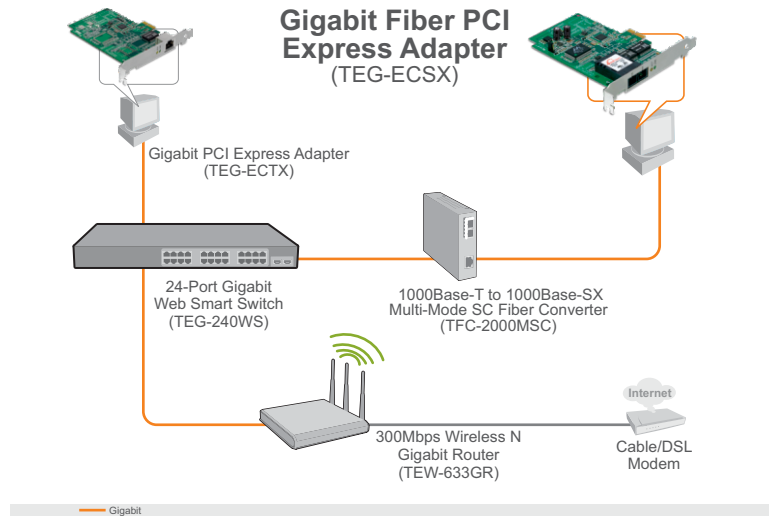 Gigabit Fiber PCI
Express Adapter
(TEG-ECSX)
Gigabit PCI Express Adapter
(TEG-ECTX)
24-Port Gigabit
Web Smart Switch
(TEG-240WS)
1000Base-T to 1000Base-SX
Multi-Mode SC Fiber Converter
(TFC-2000MSC)
300Mbps Wireless N
Gigabit Router
(TEW-633GR)
Internet
Cable/DSL
Modem
Gigabit